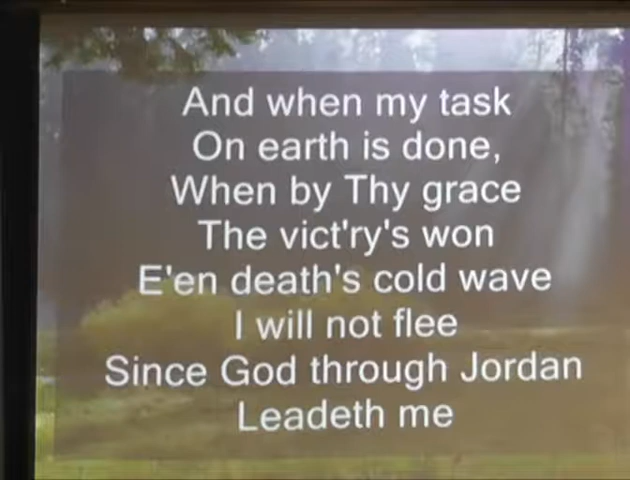 And when my task
On earth is done,
When by Thy grace
The vict'ry's won
E'en death's cold wave
I will not flee
Since God through Jordan
Leadeth me